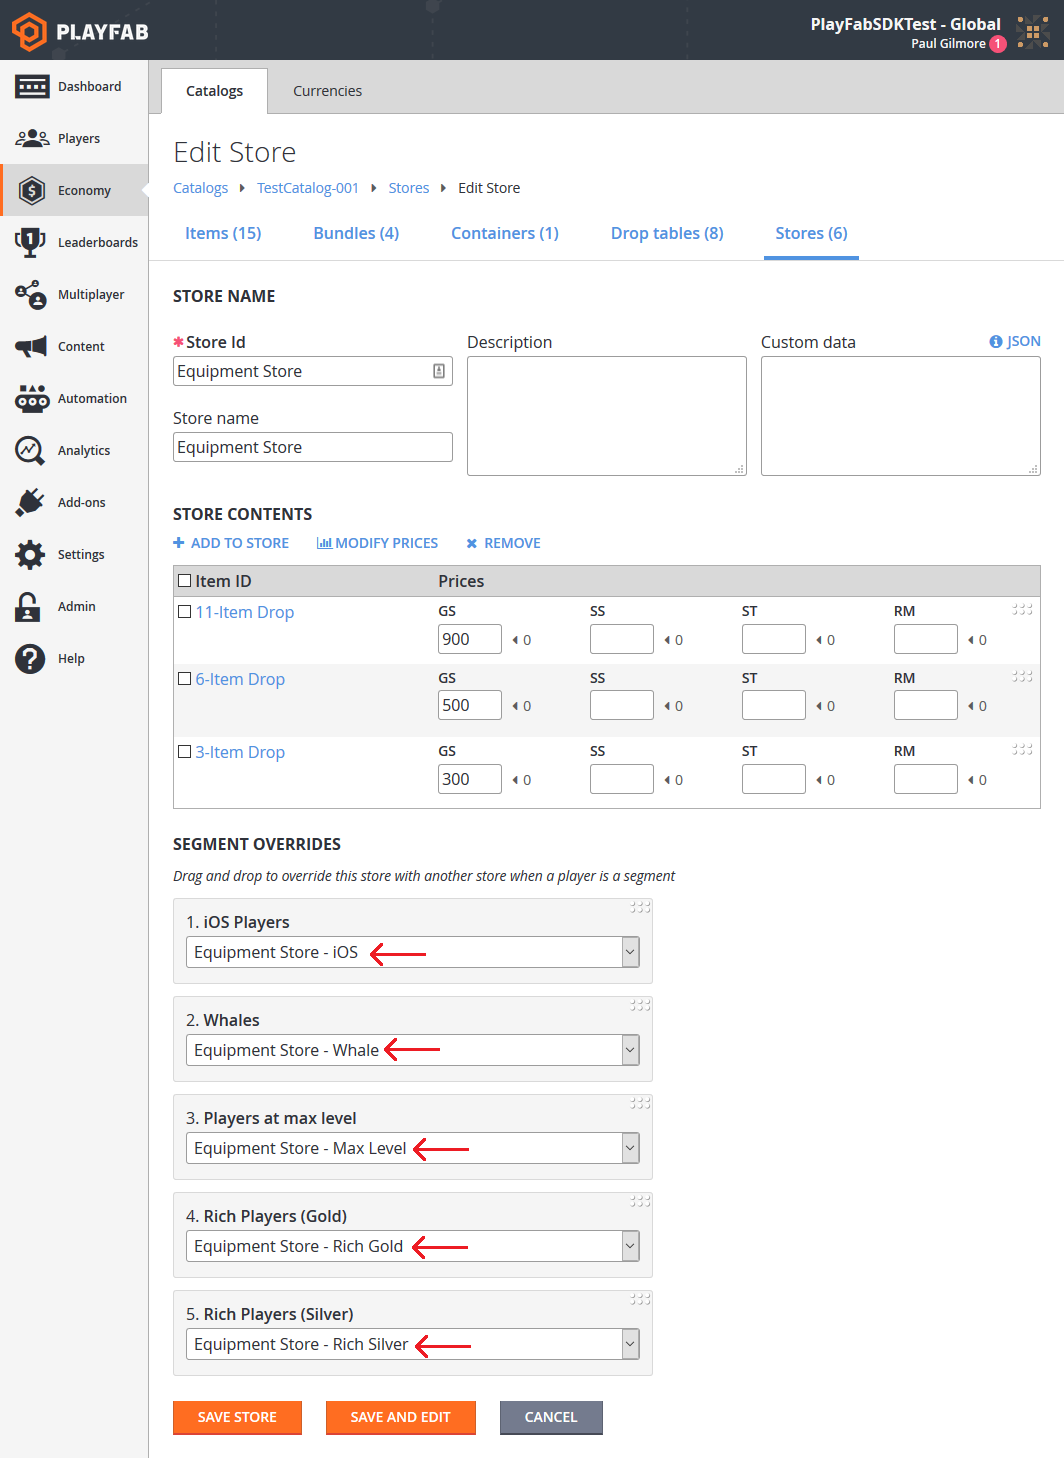 PLAYFAB
PlayFabSDKTest - Global
Paul Gilmore 1
Dashboard
Players
Economy
Leaderboards
Multiplayer
Content
Automation
Analytics
Add-ons
Settings
Admin
Help
Catalogs Currencies
Edit Store
Catalogs TestCatalog-001 Stores Edit Store
Items (15) Bundles (4) Containers (1) Drop tables (8) Stores (6)
STORE NAME
* Store Id Description Custom data JSON
Equipment Store
Store name
Equipment Store
STORE CONTENTS
+ ADD TO STORE MODIFY PRICES ✖ REMOVE
Item ID Prices
11-Item Drop GS SS ST RM
900 0 0 0 0
6-Item Drop GS SS ST RM
500 0 0 0 0
3-Item Drop GS SS ST RM
300 0 0 0 0
SEGMENT OVERRIDES
Drag and drop to override this store with another store when a player is a segment
1. iOS Players
Equipment Store - iOS
2. Whales
Equipment Store - Whale
3. Players at max level
Equipment Store - Max Level
4. Rich Players (Gold)
Equipment Store - Rich Gold
5. Rich Players (Silver)
Equipment Store - Rich Silver
SAVE STORE SAVE AND EDIT CANCEL